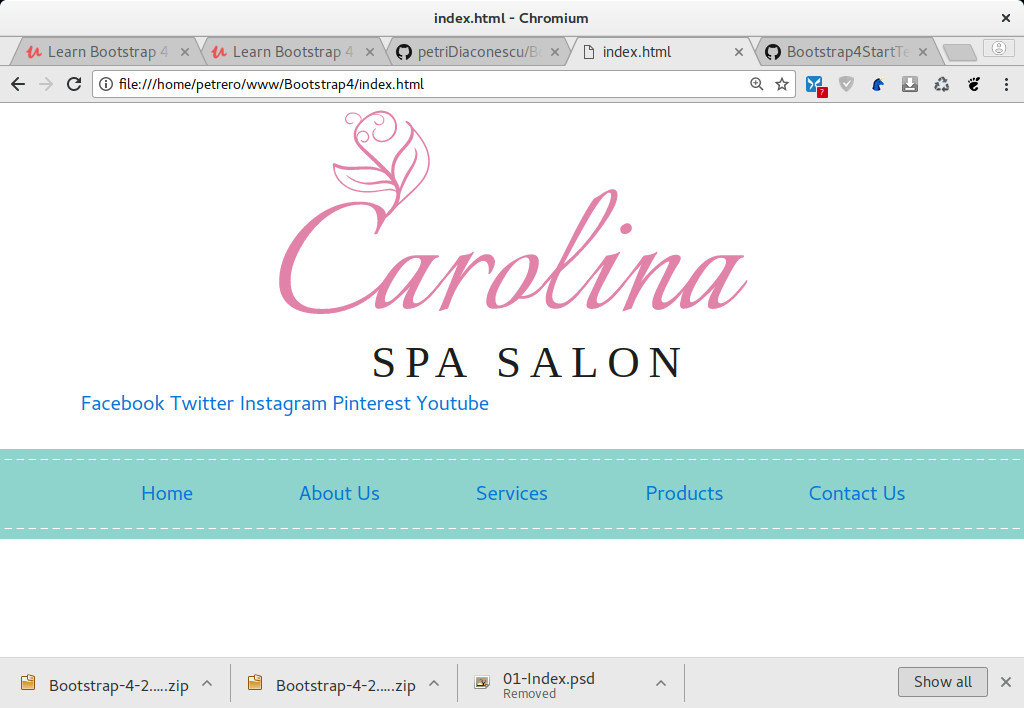 index.html - Chromium
Learn Bootstrap 4
Learn Bootstrap 4
petriDiaconescu/Bo
index.html
Bootstrap4StartTe
file:///home/petrero/www/Bootstrap4/index.html
?
Carolina
SPA SALON
Facebook Twitter Instagram Pinterest Youtube
Home About Us Services Products Contact Us
Bootstrap-4-2.....zip
Bootstrap-4-2.....zip
01-Index.psd
Removed
Show all